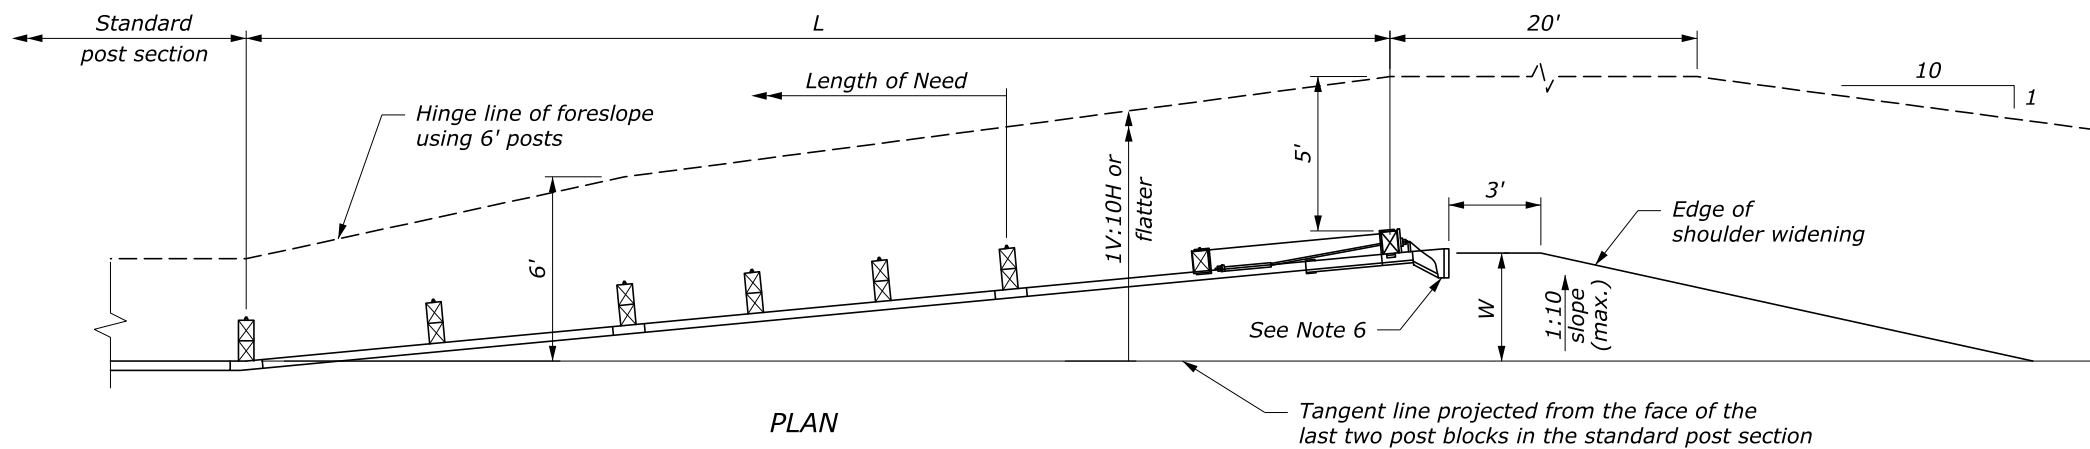 Standard
post section
L
20'
10
1
Length of Need
Hinge line of foreslope
using 6' posts
5'
1V:10H or
flatter
3'
Edge of
shoulder widening
6'
W
1:10
slope
(max.)
See Note 6
Tangent line projected from the face of the
last two post blocks in the standard post section
PLAN